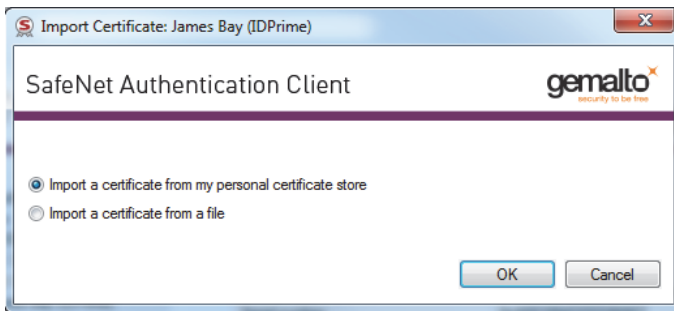 Import Certificate: James Bay (IDPrime)
SafeNet Authentication Client
gemalto
security to be free
Import a certificate from my personal certificate store
Import a certificate from a file
OK
Cancel